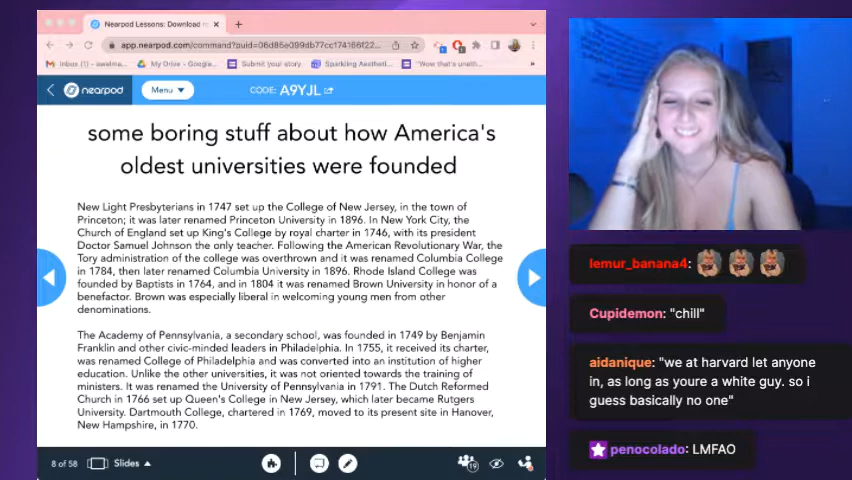 Nearpod Lessons: Download r
app.nearpod.com/command?puid=06d85e099db77cc174166f22...
Inbox (1) - awalma...
My Drive - Google...
Submit your story
Sparkling Aesthetic...
"Wow that's uneth...
nearpod
Menu
CODE: A9YJL
some boring stuff about how America's
oldest universities were founded
New Light Presbyterians in 1747 set up the College of New Jersey, in the town of
Princeton; it was later renamed Princeton University in 1896. In New York City, the
Church of England set up King's College by royal charter in 1746, with its president
Doctor Samuel Johnson the only teacher. Following the American Revolutionary War, the
Tory administration of the college was overthrown and it was renamed Columbia College
in 1784, then later renamed Columbia University in 1896. Rhode Island College was
founded by Baptists in 1764, and in 1804 it was renamed Brown University in honor of a
benefactor. Brown was especially liberal in welcoming young men from other
denominations.
The Academy of Pennsylvania, a secondary school, was founded in 1749 by Benjamin
Franklin and other civic-minded leaders in Philadelphia. In 1755, it received its charter,
was renamed College of Philadelphia and was converted into an institution of higher
education. Unlike the other universities, it was not oriented towards the training of
ministers. It was renamed the University of Pennsylvania in 1791. The Dutch Reformed
Church in 1766 set up Queen's College in New Jersey, which later became Rutgers
University. Dartmouth College, chartered in 1769, moved to its present site in Hanover,
New Hampshire, in 1770.
8 of 58
Slides
19
lemur_banana4:
Cupidemon: "chill"
aidanique: "we at harvard let anyone
in, as long as youre a white guy. so i
guess basically no one"
penocolado: LMFAO